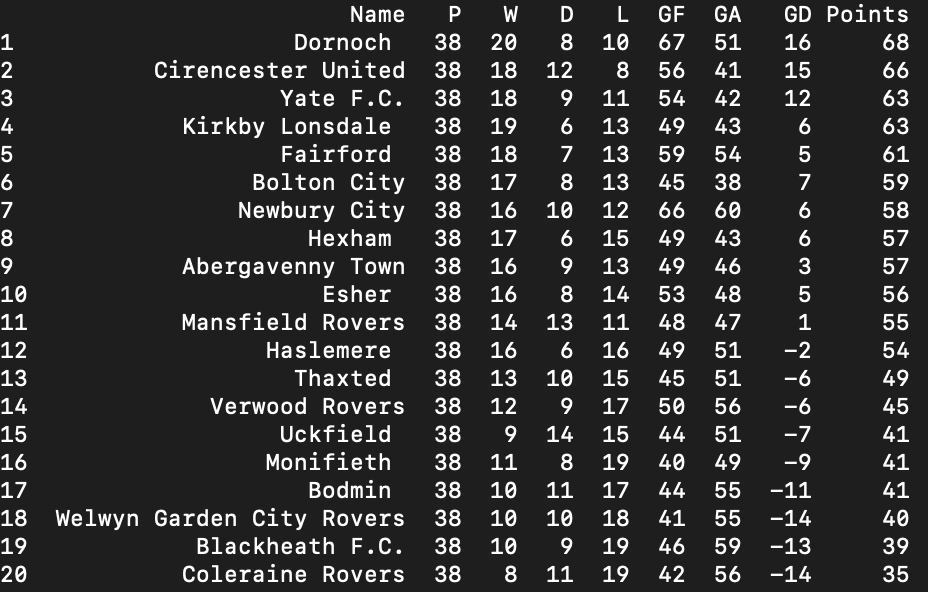 Name P W D L GF GA GD Points
1 Dornoch 38 20 8 10 67 51 16 68
2 Cirencester United 38 18 12 8 56 41 15 66
3 Yate F.C. 38 18 9 11 54 42 12 63
4 Kirkby Lonsdale 38 19 6 13 49 43 6 63
5 Fairford 38 18 7 13 59 54 5 61
6 Bolton City 38 17 8 13 45 38 7 59
7 Newbury City 38 16 10 12 66 60 6 58
8 Hexham 38 17 6 15 49 43 6 57
9 Abergavenny Town 38 16 9 13 49 46 3 57
10 Esher 38 16 8 14 53 48 5 56
11 Mansfield Rovers 38 14 13 11 48 47 1 55
12 Haslemere 38 16 6 16 49 51 -2 54
13 Thaxted 38 13 10 15 45 51 -6 49
14 Verwood Rovers 38 12 9 17 50 56 -6 45
15 Uckfield 38 9 14 15 44 51 -7 41
16 Monifieth 38 11 8 19 40 49 -9 41
17 Bodmin 38 10 11 17 44 55 -11 41
18 Welwyn Garden City Rovers 38 10 10 18 41 55 -14 40
19 Blackheath F.C. 38 10 9 19 46 59 -13 39
20 Coleraine Rovers 38 8 11 19 42 56 -14 35